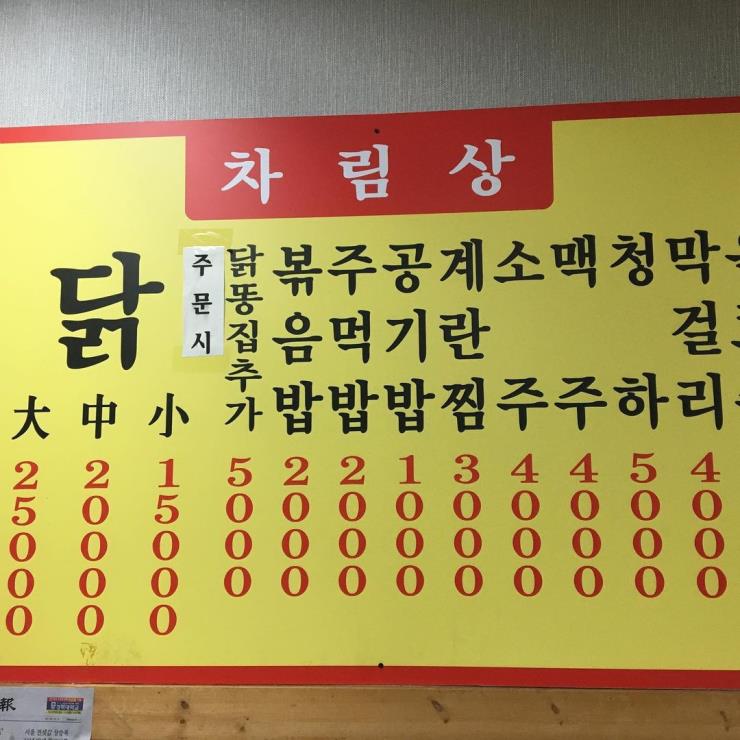 차림상
닭
大 25000
中 20000
小 15000
주문시
닭똥집추가 5000
볶음밥 2000
주먹밥 2000
공기밥 1000
계란찜 3000
소주 4000
맥주 4000
청하 5000
막걸리 4000
報